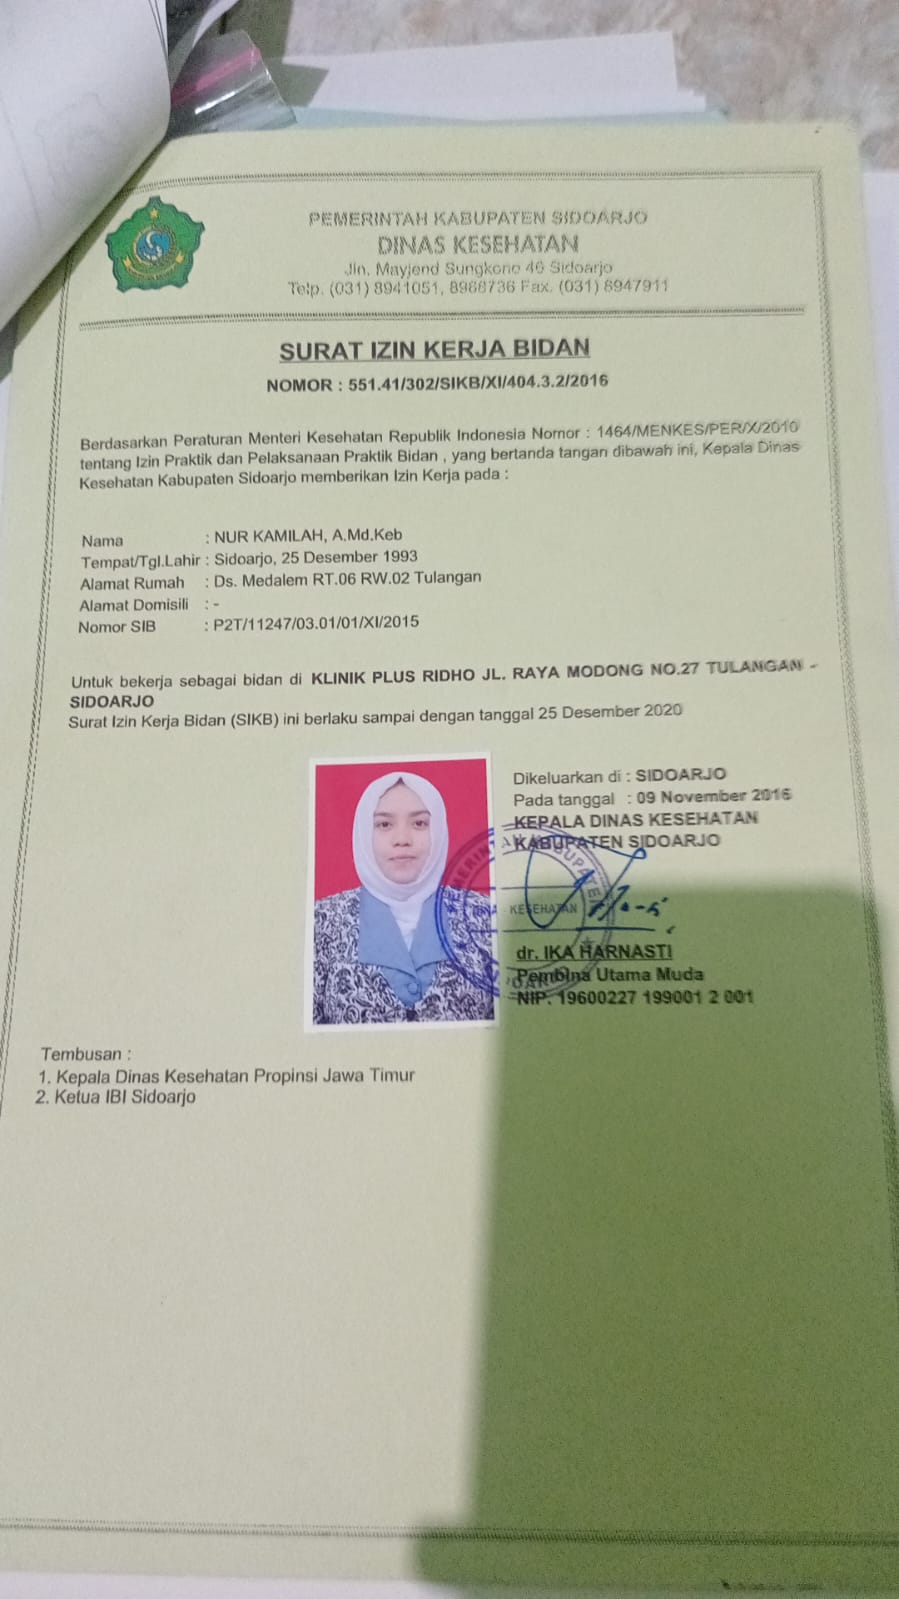 PEMERINTAH KABUPATEN SIDOARJO
DINAS KESEHATAN
Jln. Mayjend Sungkono 46 Sidoarjo
Telp. (031) 8941051, 8968736 Fax. (031) 8947911
SURAT IZIN KERJA BIDAN
NOMOR : 551.41/302/SIKB/XI/404.3.2/2016
Berdasarkan Peraturan Menteri Kesehatan Republik Indonesia Nomor : 1464/MENKES/PER/X/2010
tentang Izin Praktik dan Pelaksanaan Praktik Bidan , yang bertanda tangan dibawah ini, Kepala Dinas
Kesehatan Kabupaten Sidoarjo memberikan Izin Kerja pada :
Nama : NUR KAMILAH, A.Md.Keb
Tempat/Tgl.Lahir : Sidoarjo, 25 Desember 1993
Alamat Rumah : Ds. Medalem RT.06 RW.02 Tulangan
Alamat Domisili : -
Nomor SIB : P2T/11247/03.01/01/XI/2015
Untuk bekerja sebagai bidan di KLINIK PLUS RIDHO JL. RAYA MODONG NO.27 TULANGAN -
SIDOARJO
Surat Izin Kerja Bidan (SIKB) ini berlaku sampai dengan tanggal 25 Desember 2020
Dikeluarkan di : SIDOARJO
Pada tanggal : 09 November 2016
KEPALA DINAS KESEHATAN
KABUPATEN SIDOARJO
KESEHATAN
dr. IKA HARNASTI
Pembina Utama Muda
NIP. 19600227 199001 2 001
Tembusan :
1. Kepala Dinas Kesehatan Propinsi Jawa Timur
2. Ketua IBI Sidoarjo